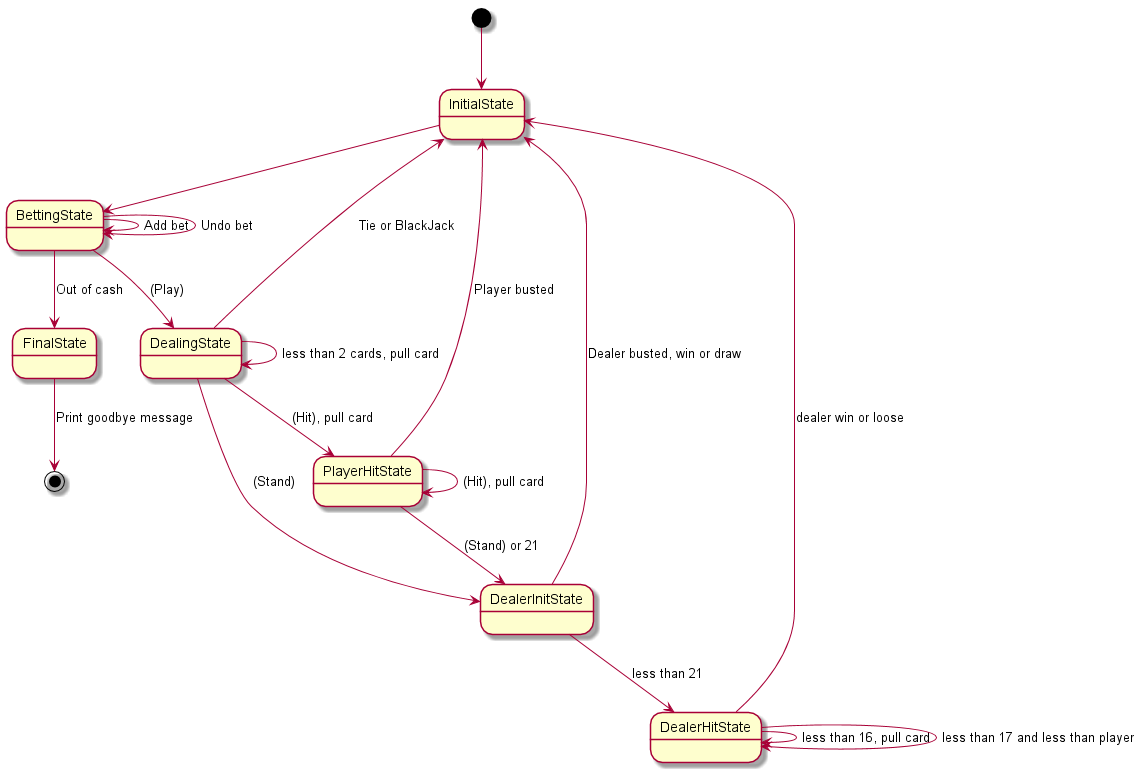 InitialState
BettingState
Add bet
Undo bet
Tie or BlackJack
Out of cash
(Play)
Player busted
FinalState
DealingState
less than 2 cards, pull card
Dealer busted, win or draw
Print goodbye message
(Hit), pull card
dealer win or loose
PlayerHitState
(Stand)
(Hit), pull card
(Stand) or 21
DealerInitState
less than 21
DealerHitState
less than 16, pull card
less than 17 and less than player